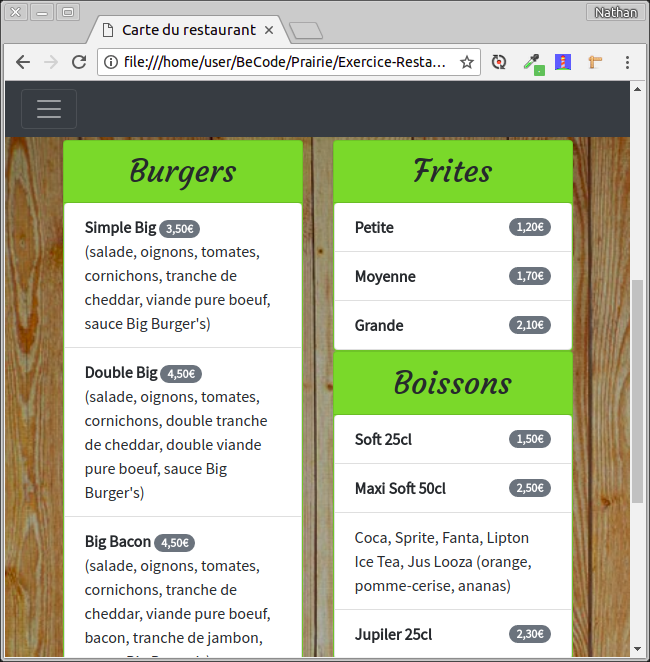 Nathan
Carte du restaurant
file:///home/user/BeCode/Prairie/Exercice-Resta...
Burgers
Simple Big 3,50€
(salade, oignons, tomates,
cornichons, tranche de
cheddar, viande pure boeuf,
sauce Big Burger's)
Double Big 4,50€
(salade, oignons, tomates,
cornichons, double tranche
de cheddar, double viande
pure boeuf, sauce Big
Burger's)
Big Bacon 4,50€
(salade, oignons, tomates,
cornichons, tranche de
cheddar, viande pure boeuf,
bacon, tranche de jambon,
Frites
Petite 1,20€
Moyenne 1,70€
Grande 2,10€
Boissons
Soft 25cl 1,50€
Maxi Soft 50cl 2,50€
Coca, Sprite, Fanta, Lipton
Ice Tea, Jus Looza (orange,
pomme-cerise, ananas)
Jupiler 25cl 2,30€